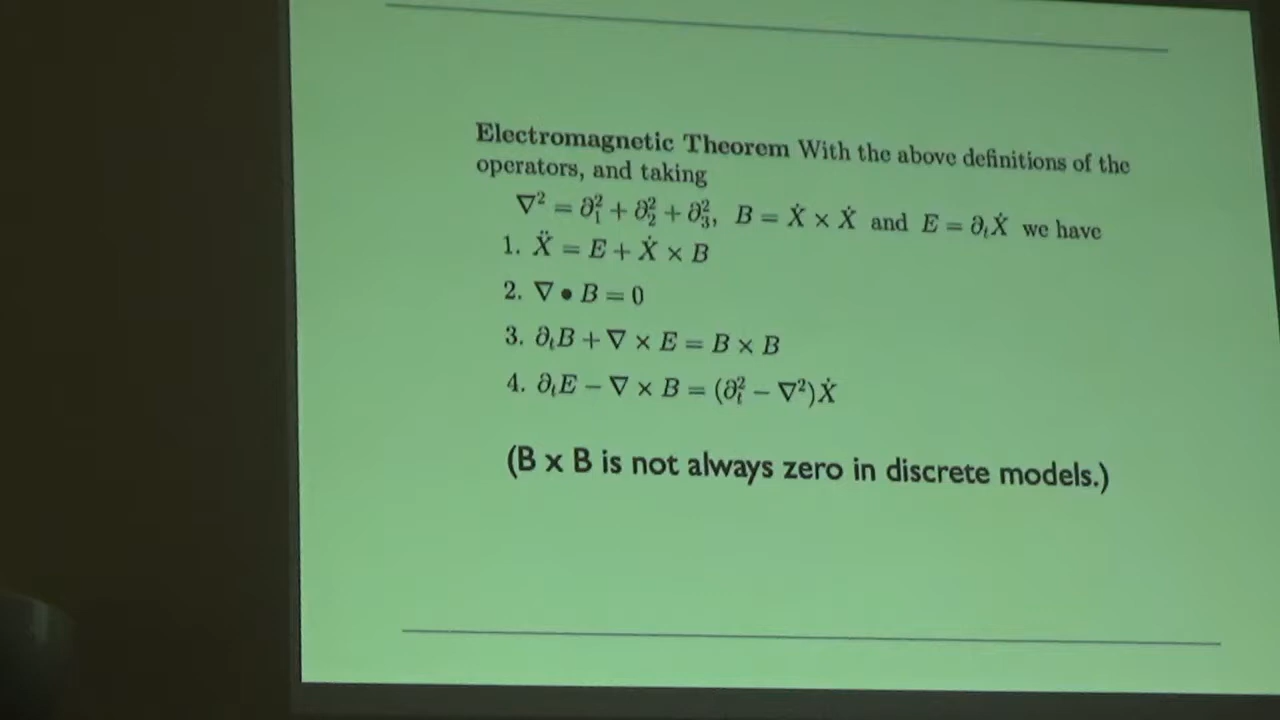 Electromagnetic Theorem With the above definitions of the
operators, and taking
∇² = ∂₁² + ∂₂² + ∂₃², B = Ẋ × Ẋ and E = ∂ₜẊ we have
1. Ẍ = E + Ẋ × B
2. ∇ • B = 0
3. ∂ₜB + ∇ × E = B × B
4. ∂ₜE − ∇ × B = (∂ₜ² − ∇²)Ẋ
(B x B is not always zero in discrete models.)